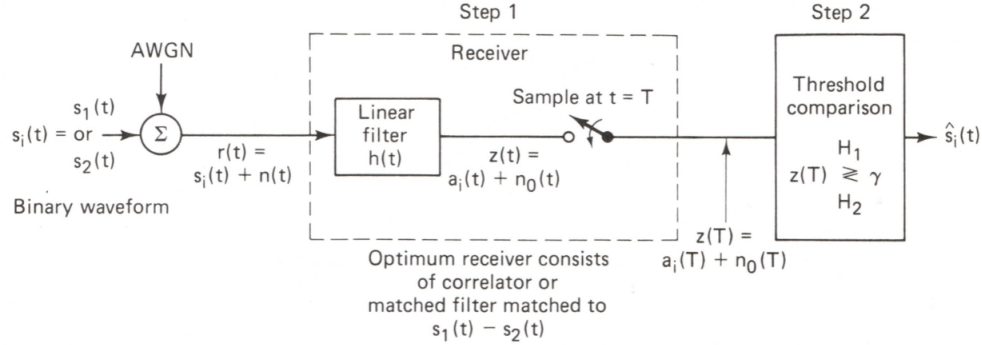 Step 1
Step 2
AWGN
Receiver
s₁(t)
sᵢ(t) = or
s₂(t)
Σ
r(t) =
sᵢ(t) + n(t)
Binary waveform
Linear
filter
h(t)
z(t) =
aᵢ(t) + n₀(t)
Sample at t = T
z(T) =
aᵢ(T) + n₀(T)
Threshold
comparison
H₁
z(T) ≷ γ
H₂
ŝᵢ(t)
Optimum receiver consists
of correlator or
matched filter matched to
s₁(t) − s₂(t)